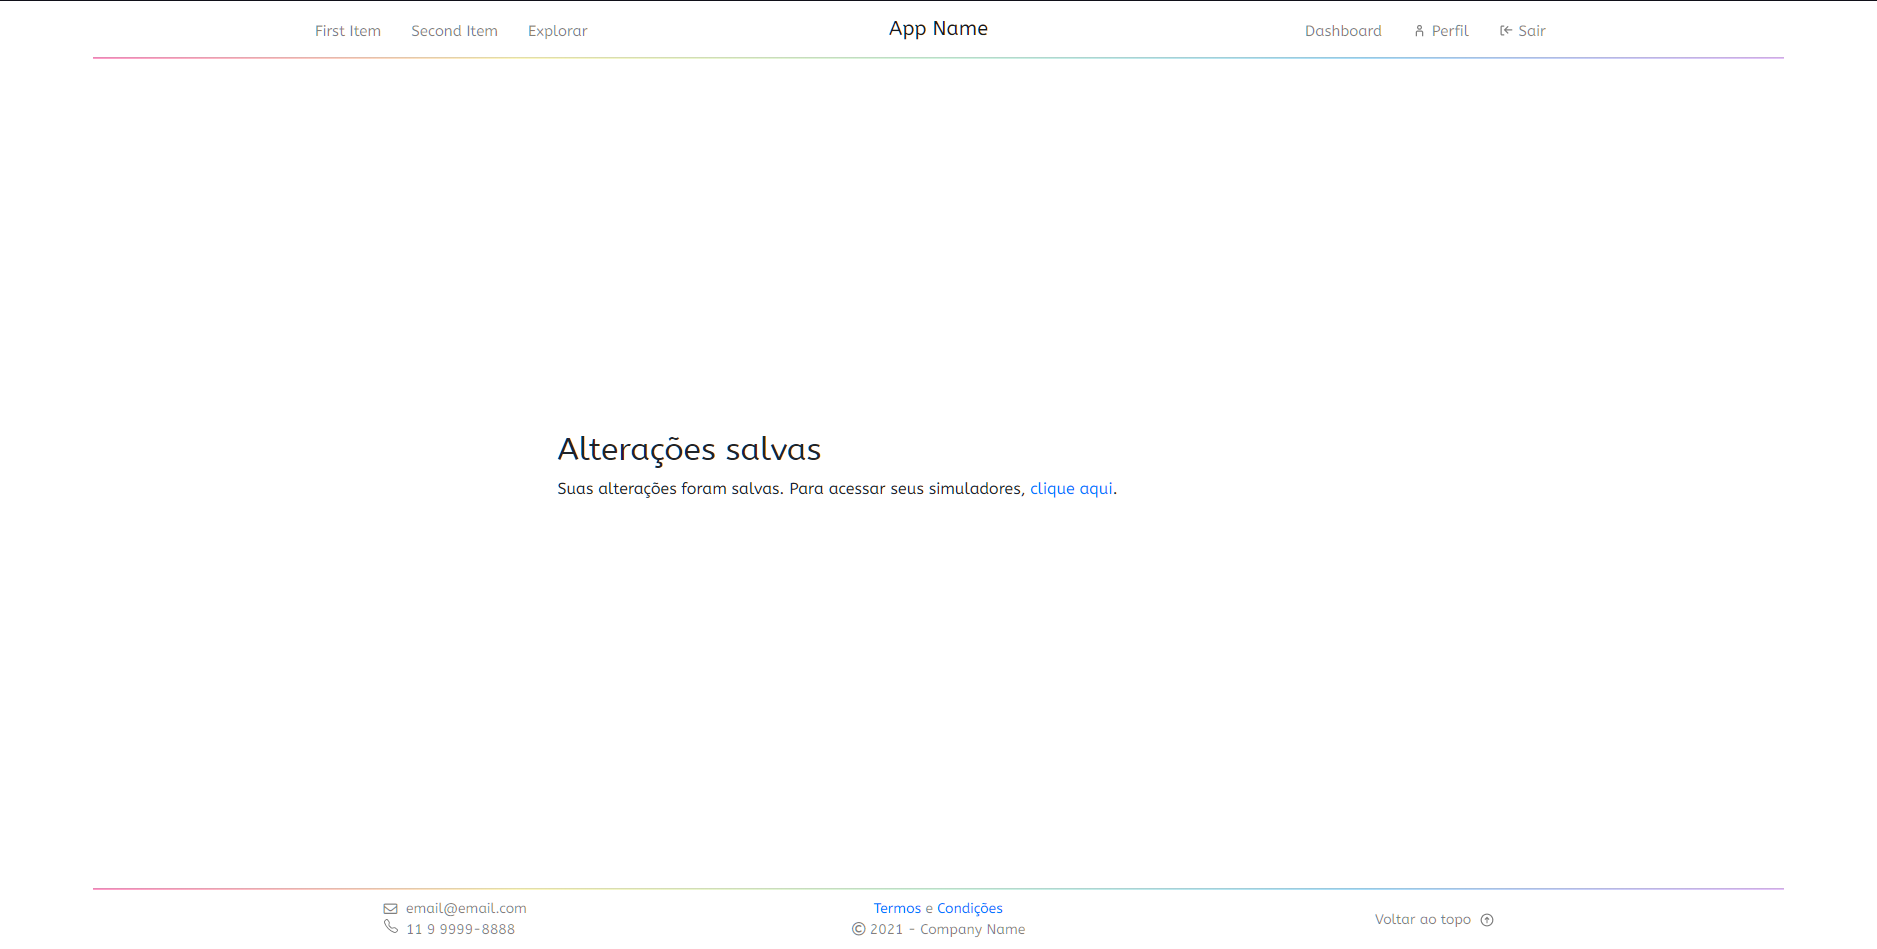 First Item Second Item Explorar App Name Dashboard Perfil Sair
Alterações salvas
Suas alterações foram salvas. Para acessar seus simuladores, clique aqui.
email@email.com
11 9 9999-8888
Termos e Condições
© 2021 - Company Name
Voltar ao topo